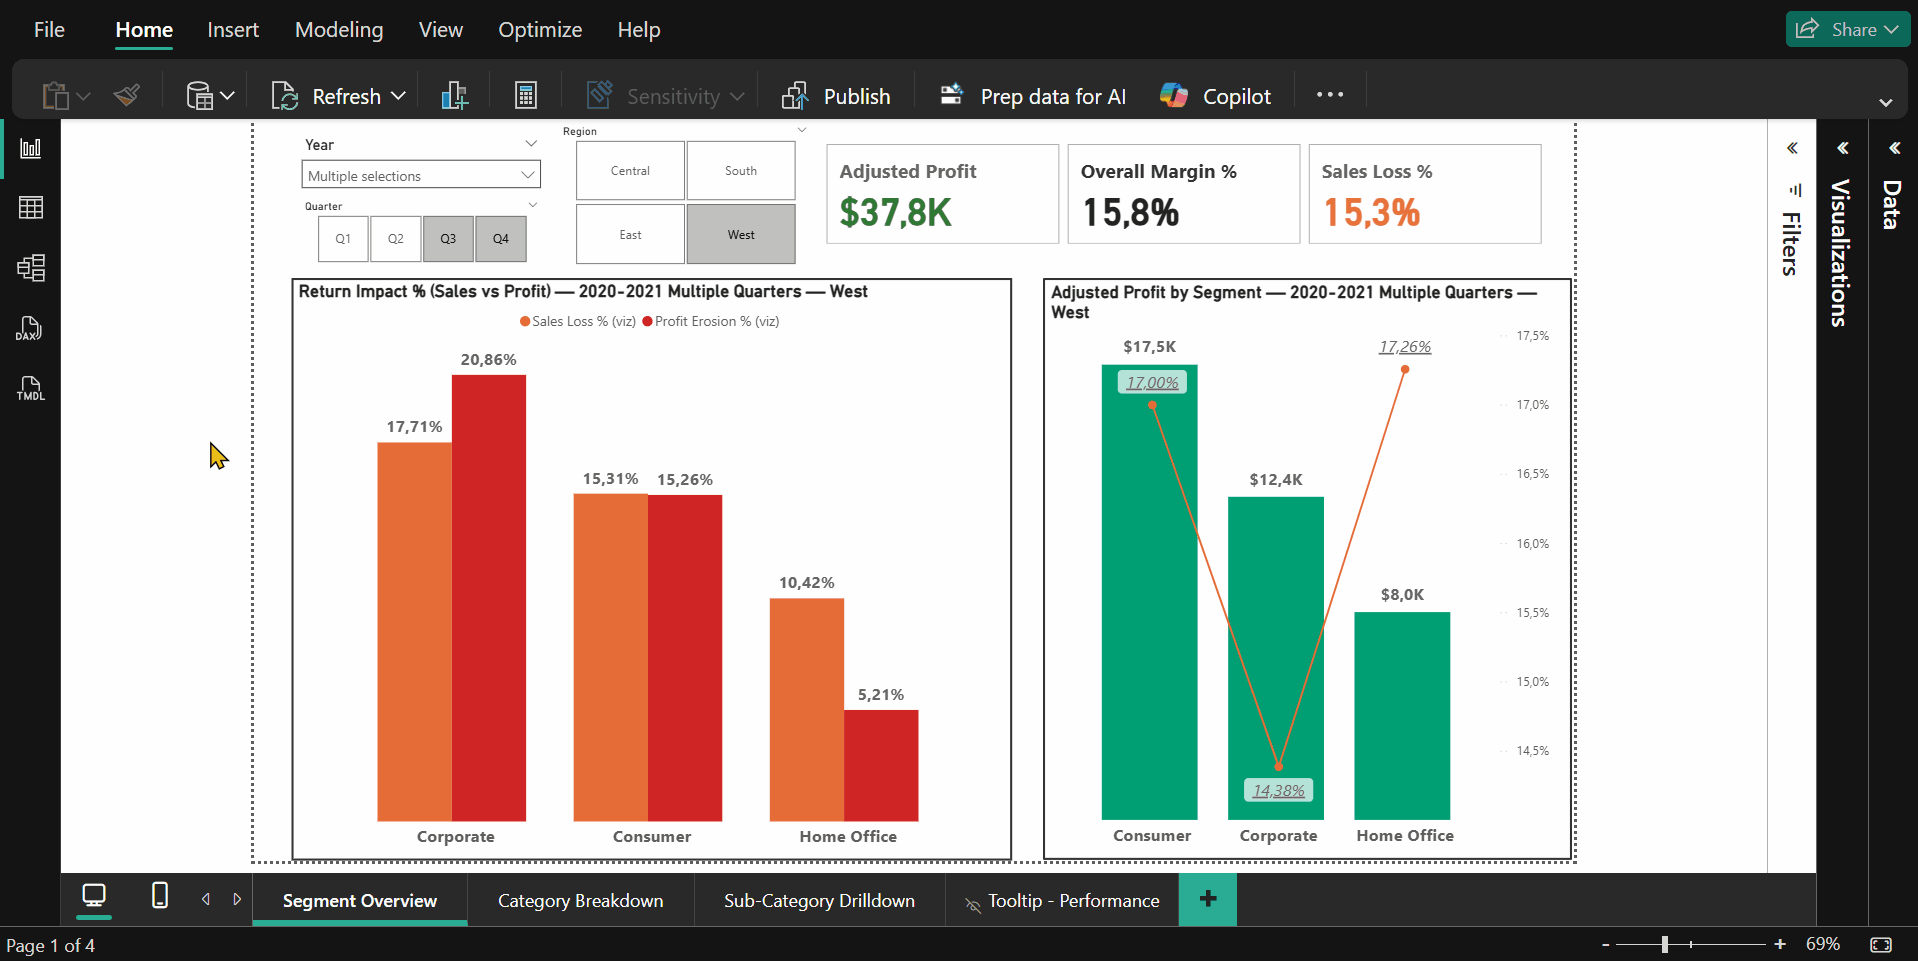 File Home Insert Modeling View Optimize Help Share
Refresh Sensitivity Publish Prep data for AI Copilot
Year
Multiple selections
Quarter
Q1 Q2 Q3 Q4
Region
Central South
East West
Adjusted Profit
$37,8K
Overall Margin %
15,8%
Sales Loss %
15,3%
Return Impact % (Sales vs Profit) — 2020-2021 Multiple Quarters — West
Sales Loss % (viz) Profit Erosion % (viz)
20,86%
17,71%
15,31% 15,26%
10,42%
5,21%
Corporate Consumer Home Office
Adjusted Profit by Segment — 2020-2021 Multiple Quarters —
West
17,5%
$17,5K 17,26%
17,00%
17,0%
$12,4K 16,5%
16,0%
$8,0K
15,5%
15,0%
14,5%
14,38%
Consumer Corporate Home Office
Filters
Visualizations
Data
DAX
TMDL
Segment Overview Category Breakdown Sub-Category Drilldown Tooltip - Performance +
Page 1 of 4
- + 69%